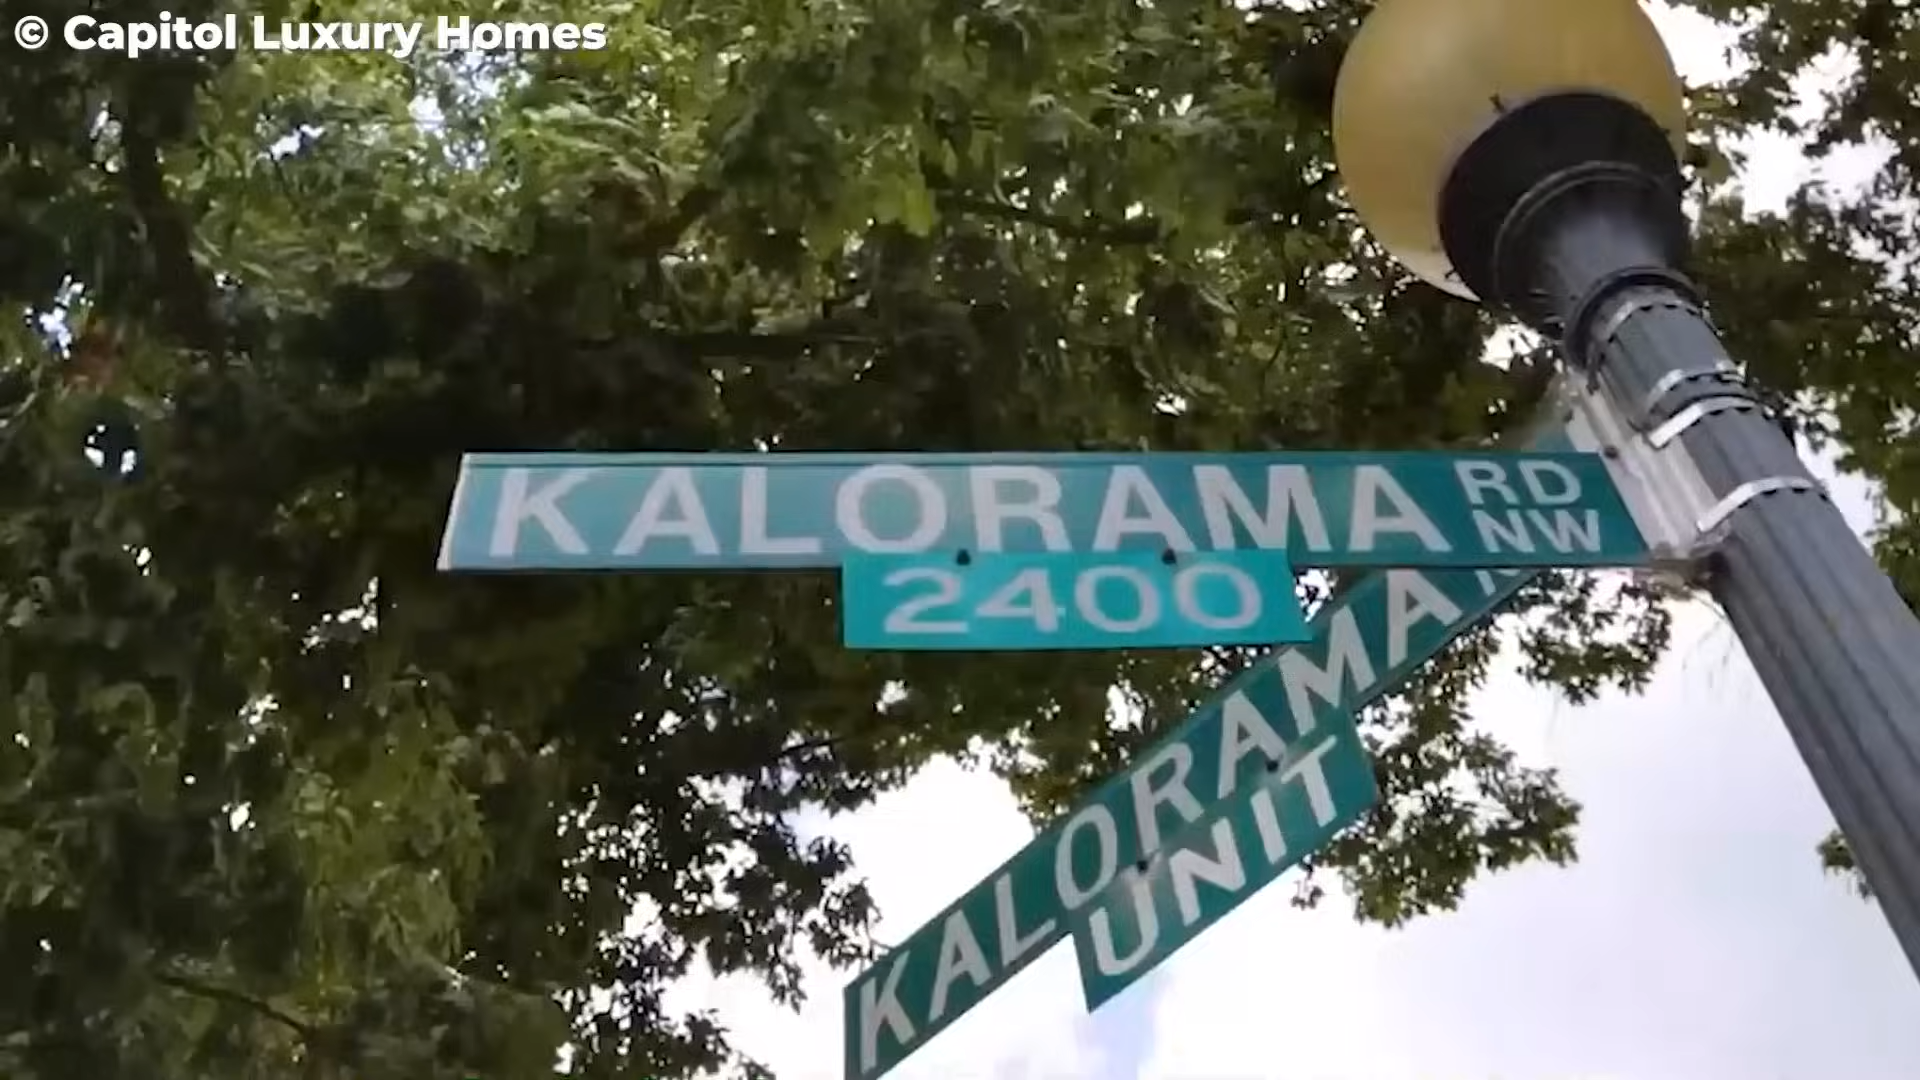 © Capitol Luxury Homes
KALORAMA RD NW
2400
KALORAMA
UNIT